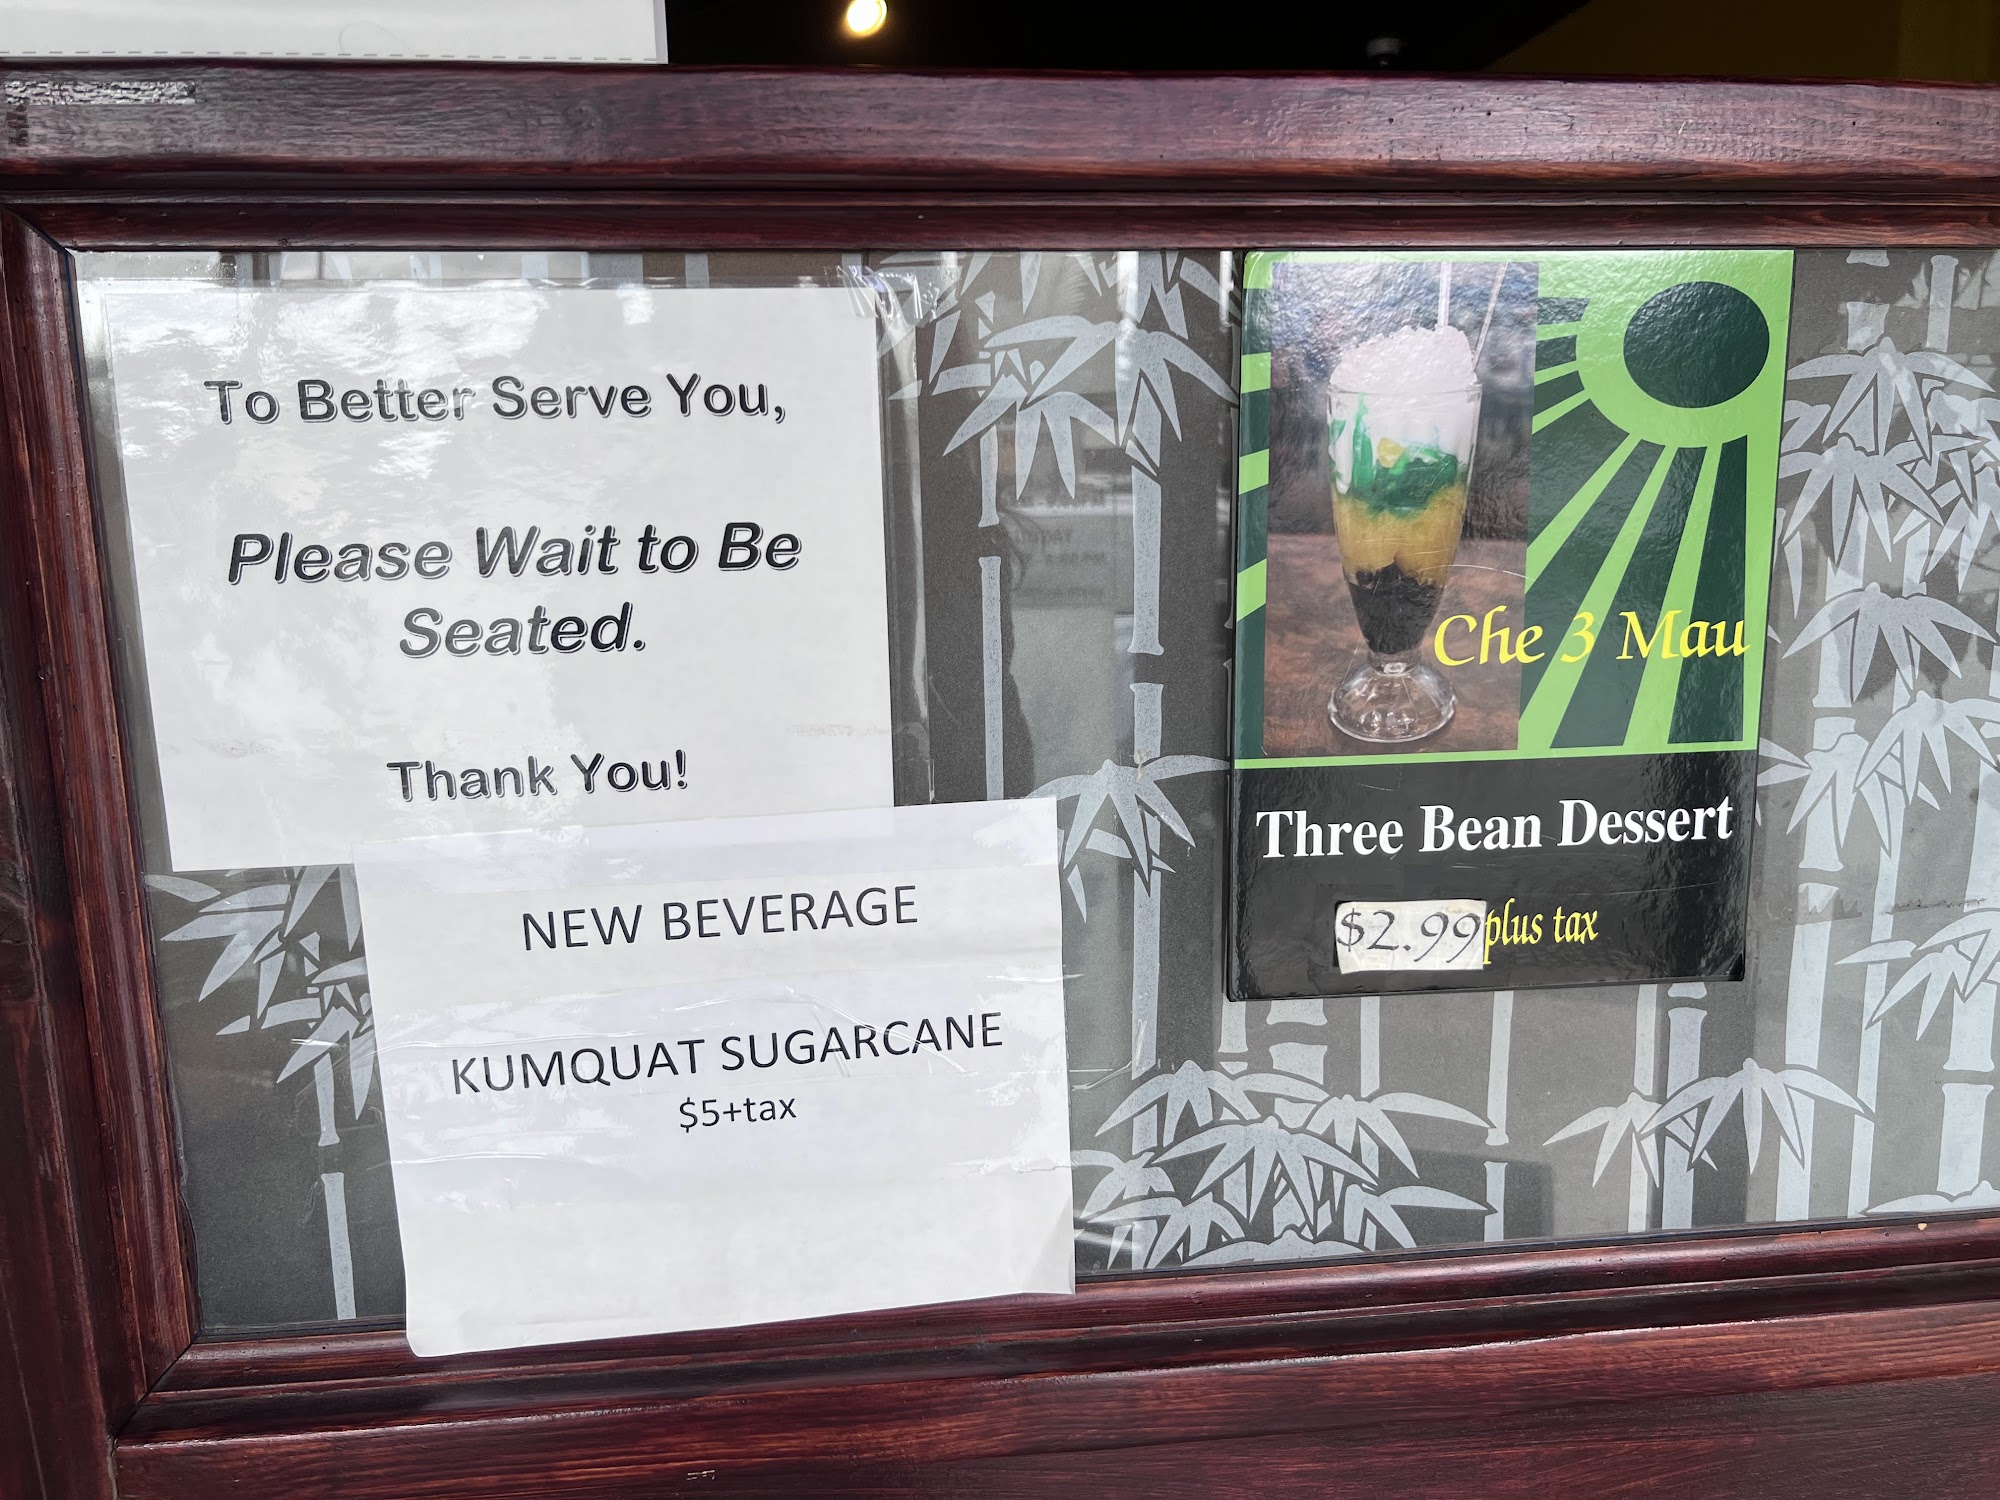 To Better Serve You,
Please Wait to Be
Seated.
Thank You!
NEW BEVERAGE
KUMQUAT SUGARCANE
$5+tax
Che 3 Mau
Three Bean Dessert
$2.99 plus tax